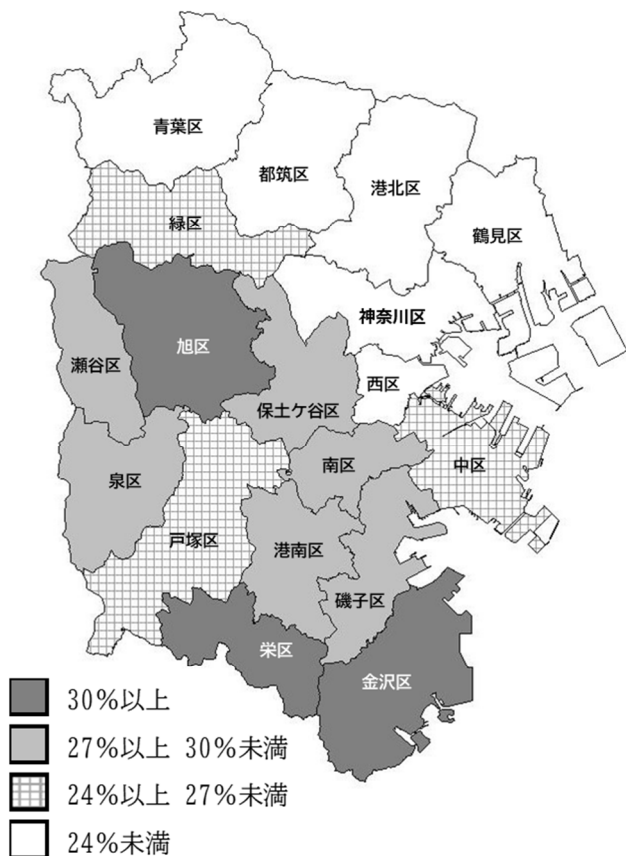 青葉区
都筑区
港北区
緑区
鶴見区
神奈川区
旭区
瀬谷区
西区
保土ケ谷区
南区
中区
泉区
戸塚区
港南区
磯子区
栄区
金沢区
30%以上
27%以上 30%未満
24%以上 27%未満
24%未満